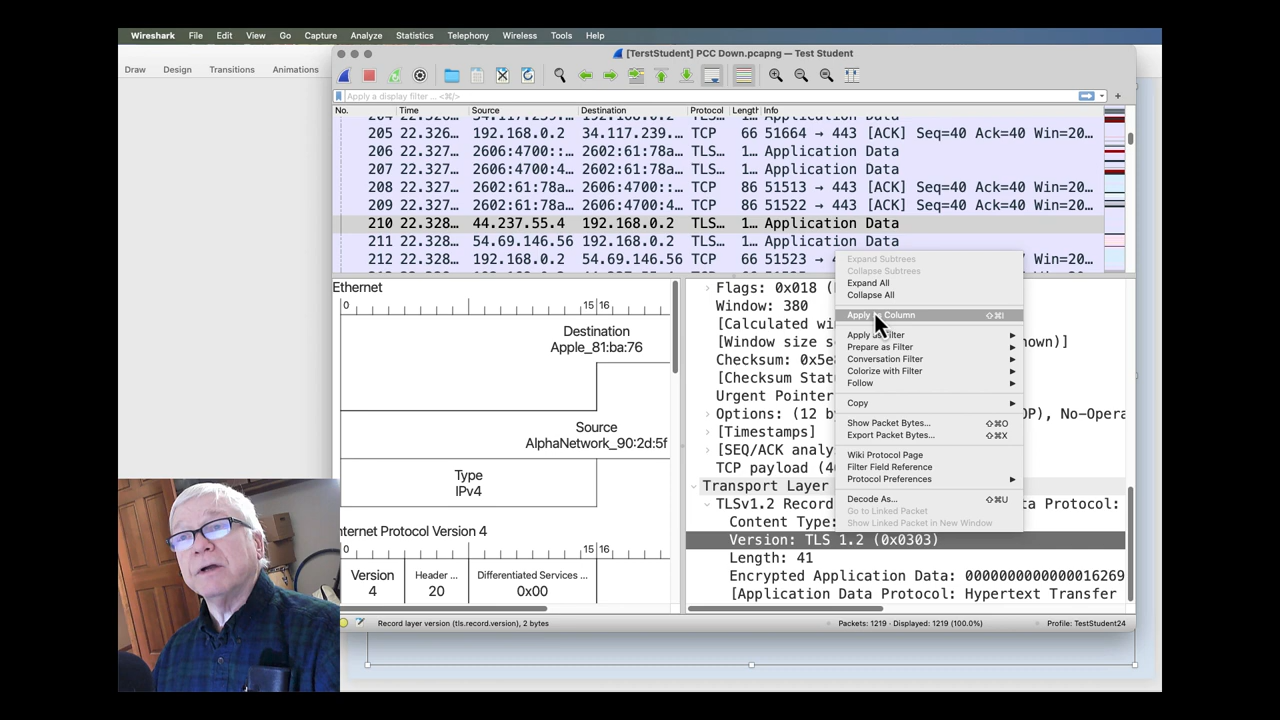 Wireshark File Edit View Go Capture Analyze Statistics Telephony Wireless Tools Help
Draw Design Transitions Animations
[TerstStudent] PCC Down.pcapng — Test Student
Apply a display filter ... <⌘/>
No. Time Source Destination Protocol Length Info
205 22.326… 192.168.0.2 34.117.239.… TCP 66 51664 → 443 [ACK] Seq=40 Ack=40 Win=20…
206 22.326… 2606:4700::… 2602:61:78a… TLS… 1… Application Data
207 22.326… 2606:4700::… 2602:61:78a… TLS… 1… Application Data
208 22.328… 2602:61:78a… 2606:4700::… TCP 86 51513 → 443 [ACK] Seq=40 Ack=40 Win=20…
209 22.328… 2602:61:78a… 2606:4700:4… TCP 86 51522 → 443 [ACK] Seq=40 Ack=40 Win=20…
210 22.328… 44.237.55.4 192.168.0.2 TLS… 1… Application Data
211 22.328… 54.69.146.56 192.168.0.2 TLS… 1… Application Data
212 22.328… 192.168.0.2 54.69.146.56 TCP 66 51523 →
Ethernet
0 15 16
Destination
Apple_81:ba:76
Source
AlphaNetwork_90:2d:5f
Type
IPv4
nternet Protocol Version 4
0 15 16
Version Header ... Differentiated Services ...
4 20 0x00
Flags: 0x018 (
Window: 380
[Calculated wi
[Window size s nown)]
Checksum: 0x5e
[Checksum Stat
Urgent Pointer
Options: (12 b OP), No-Opera
[Timestamps]
[SEQ/ACK analy
TCP payload (4
Transport Layer
TLSv1.2 Record a Protocol:
Content Type:
Version: TLS 1.2 (0x0303)
Length: 41
Encrypted Application Data: 0000000000000016269
[Application Data Protocol: Hypertext Transfer
Expand Subtrees
Collapse Subtrees
Expand All
Collapse All
Apply as Column ⇧⌘I
Apply as Filter
Prepare as Filter
Conversation Filter
Colorize with Filter
Follow
Copy
Show Packet Bytes... ⇧⌘O
Export Packet Bytes... ⇧⌘X
Wiki Protocol Page
Filter Field Reference
Protocol Preferences
Decode As... ⇧⌘U
Go to Linked Packet
Show Linked Packet in New Window
Record layer version (tls.record.version), 2 bytes
Packets: 1219 · Displayed: 1219 (100.0%)
Profile: TestStudent24